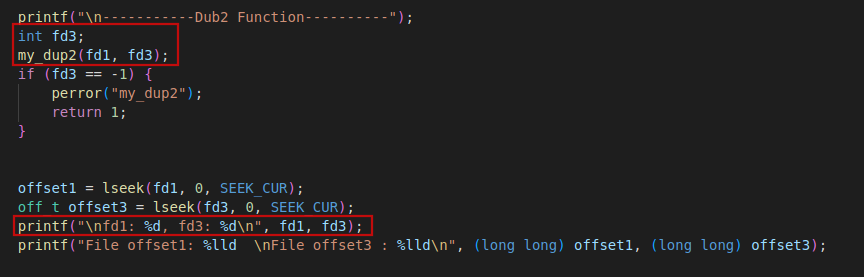 printf("\n-----------Dub2 Function----------");
int fd3;
my_dup2(fd1, fd3);
if (fd3 == -1) {
    perror("my_dup2");
    return 1;
}
offset1 = lseek(fd1, 0, SEEK_CUR);
off_t offset3 = lseek(fd3, 0, SEEK_CUR);
printf("\nfd1: %d, fd3: %d\n", fd1, fd3);
printf("File offset1: %lld  \nFile offset3 : %lld\n", (long long) offset1, (long long) offset3);